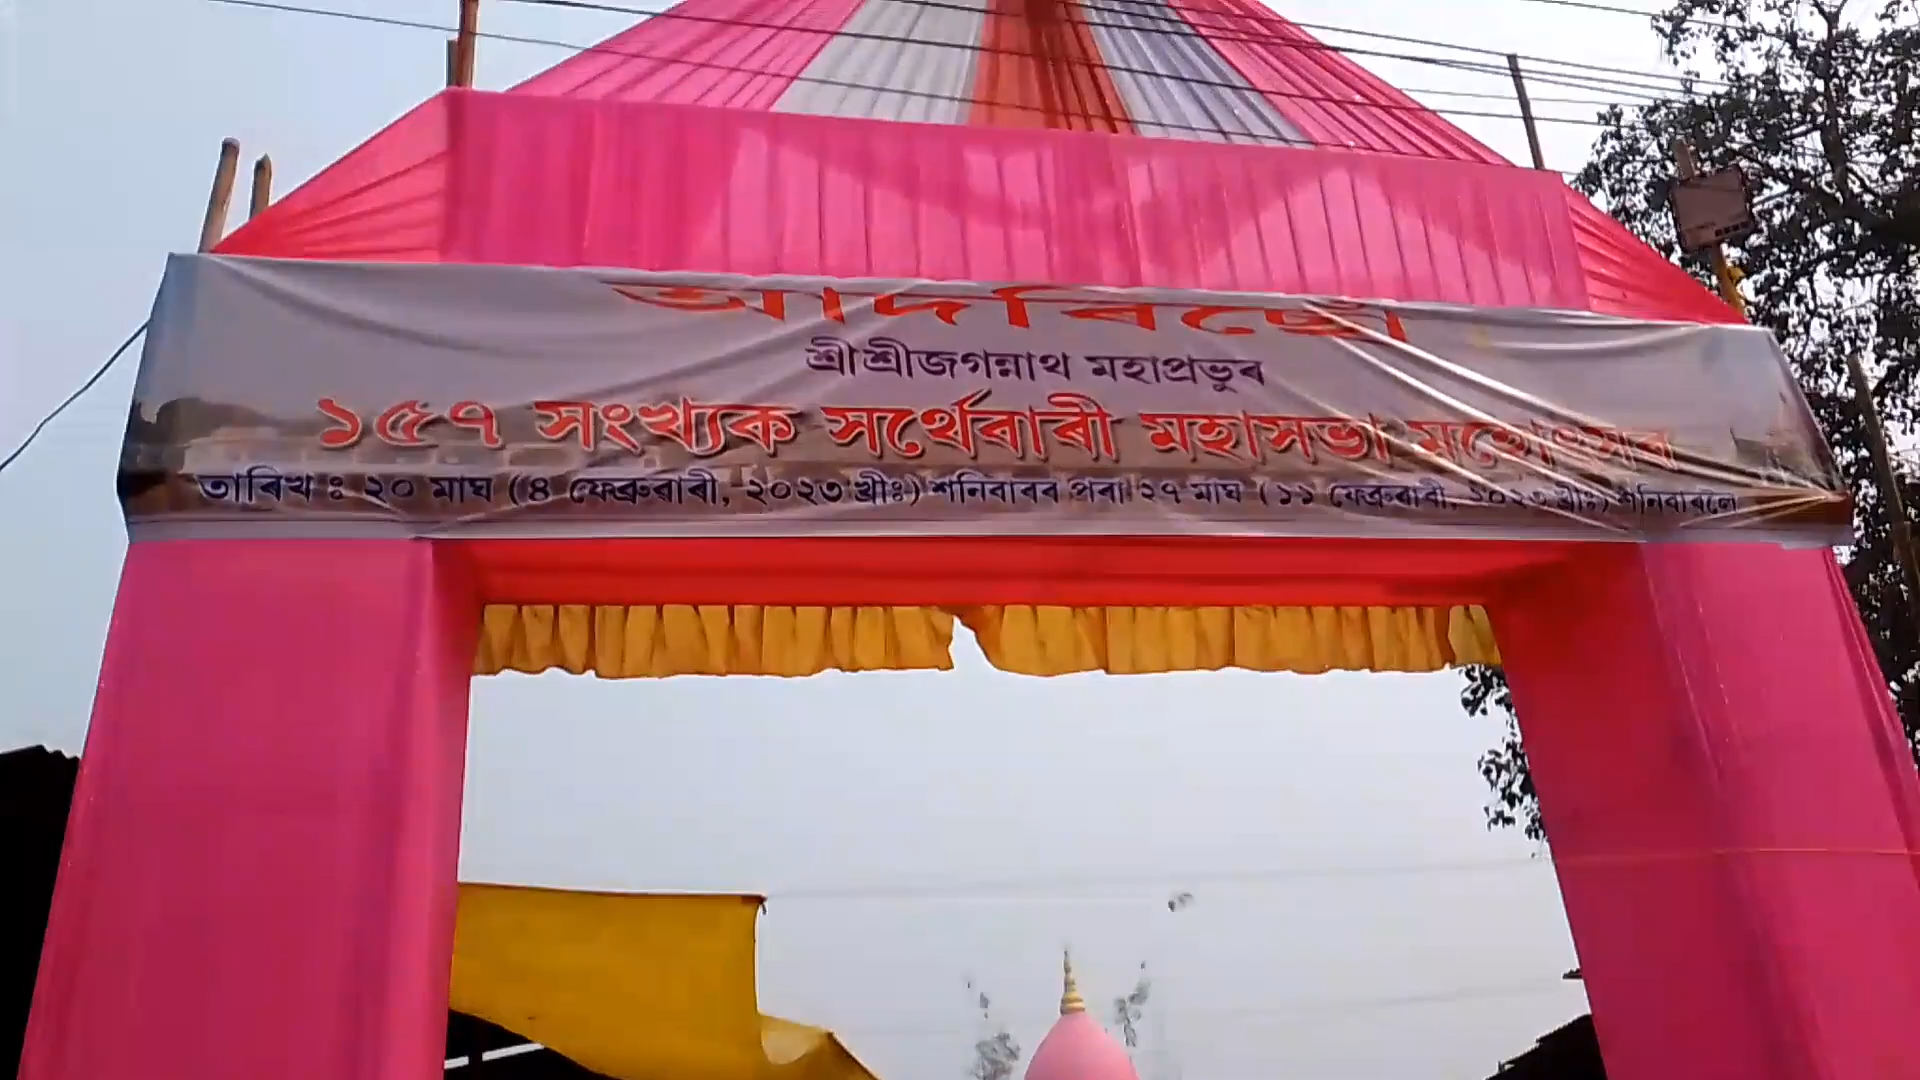 আদৰিছোঁ
শ্ৰীশ্ৰীজগন্নাথ মহাপ্ৰভুৰ
১৫৭ সংখ্যক সৰ্থেবাৰী মহাসভা মহোৎসৱ
তাৰিখ : ২০ মাঘ (৪ ফেব্ৰুৱাৰী, ২০২৩ খ্ৰীঃ) শনিবাৰৰ পৰা ২৭ মাঘ (১১ ফেব্ৰুৱাৰী, ২০২৩ খ্ৰীঃ) শনিবাৰলৈ